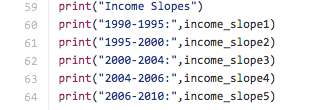 59 print("Income Slopes")
60 print("1990-1995:",income_slope1)
61 print("1995-2000:",income_slope2)
62 print("2000-2004:",income_slope3)
63 print("2004-2006:",income_slope4)
64 print("2006-2010:",income_slope5)